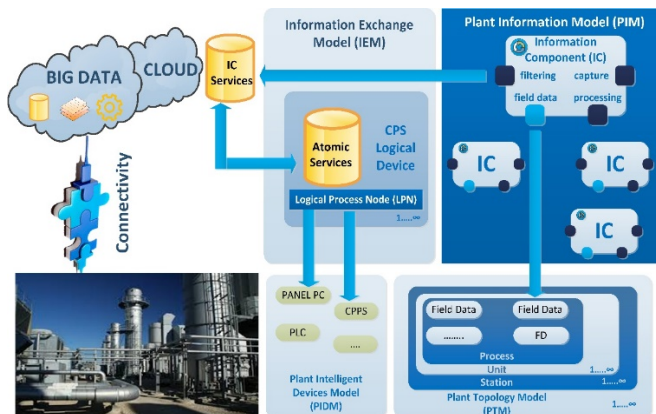 BIG DATA
CLOUD
Connectivity
IC
Services
Information Exchange
Model (IEM)
Atomic
Services
CPS
Logical
Device
Logical Process Node (LPN)
1.....∞
Plant Information Model (PIM)
Information
Component (IC)
filtering capture
field data processing
IC
IC
IC
PANEL PC
CPPS
PLC
....
Plant Intelligent
Devices Model
(PIDM)
1.....∞
Field Data Field Data
........ FD
Process
Unit 1.....∞
Station 1.....∞
Plant Topology Model
(PTM)
1.....∞